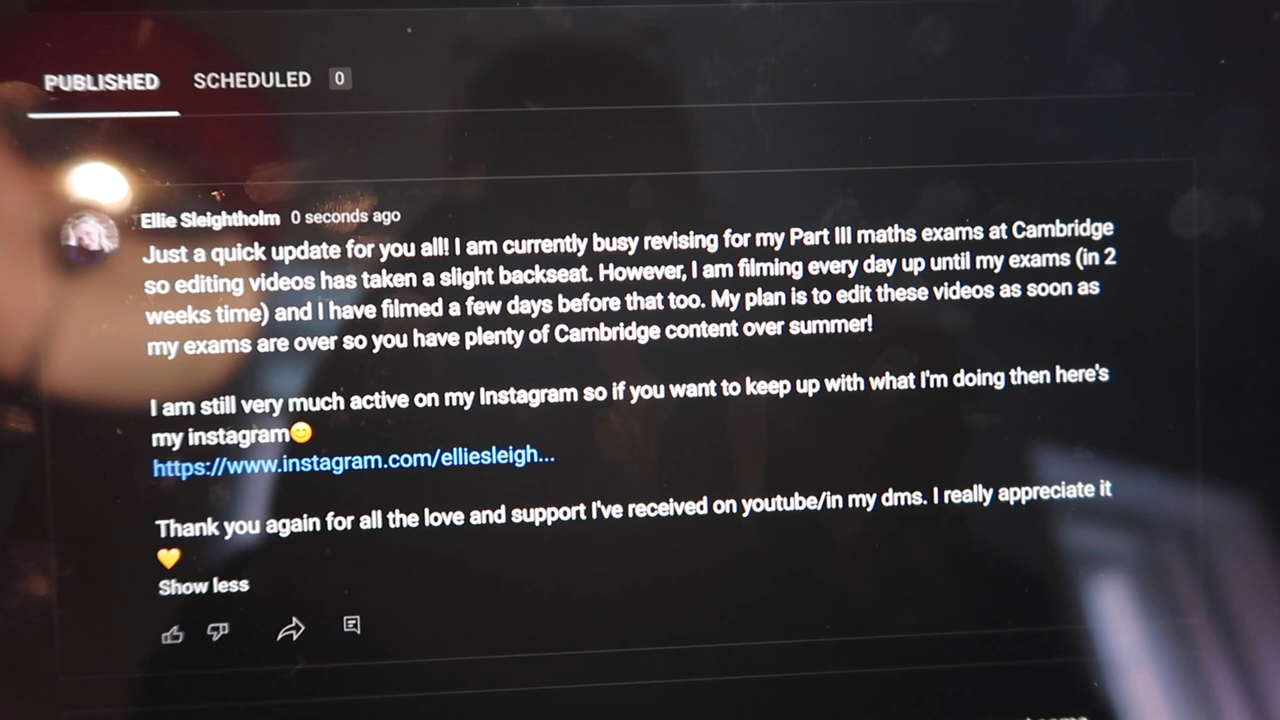 PUBLISHED SCHEDULED 0
Ellie Sleightholm 0 seconds ago
Just a quick update for you all! I am currently busy revising for my Part III maths exams at Cambridge
so editing videos has taken a slight backseat. However, I am filming every day up until my exams (in 2
weeks time) and I have filmed a few days before that too. My plan is to edit these videos as soon as
my exams are over so you have plenty of Cambridge content over summer!
I am still very much active on my Instagram so if you want to keep up with what I'm doing then here's
my instagram😊
https://www.instagram.com/elliesleigh...
Thank you again for all the love and support I've received on youtube/in my dms. I really appreciate it
💛
Show less